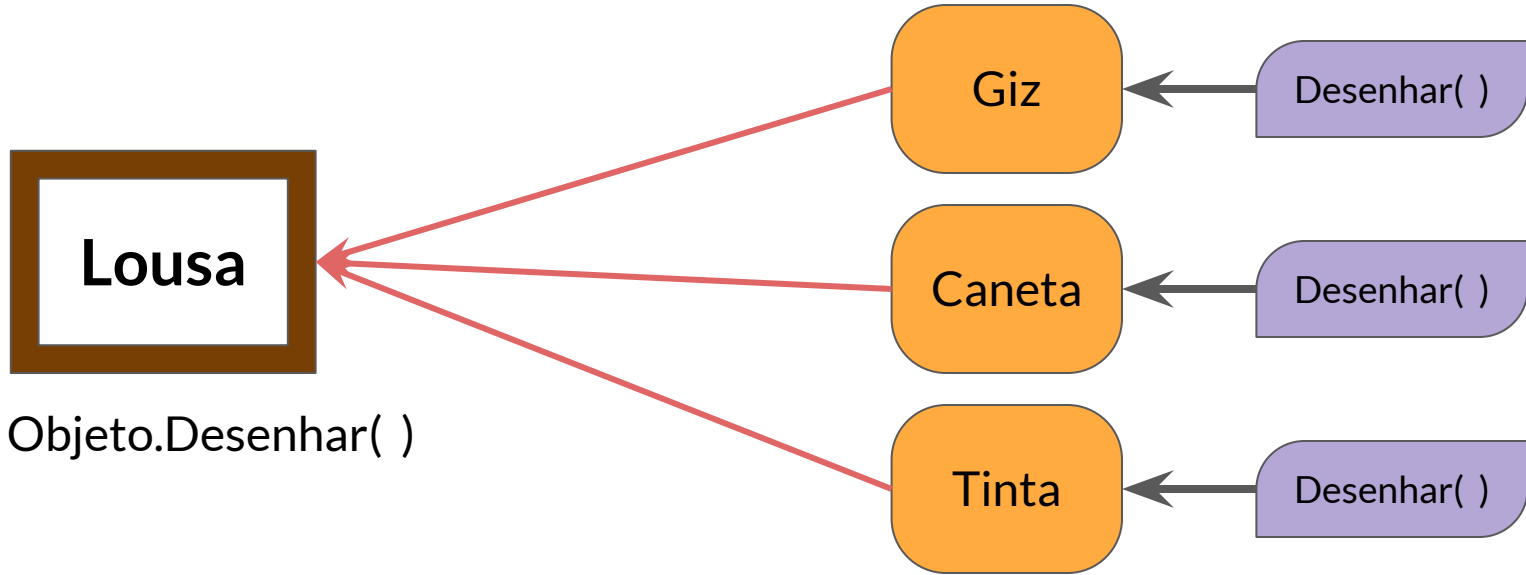 Lousa
Objeto.Desenhar( )
Giz
Desenhar( )
Caneta
Desenhar( )
Tinta
Desenhar( )